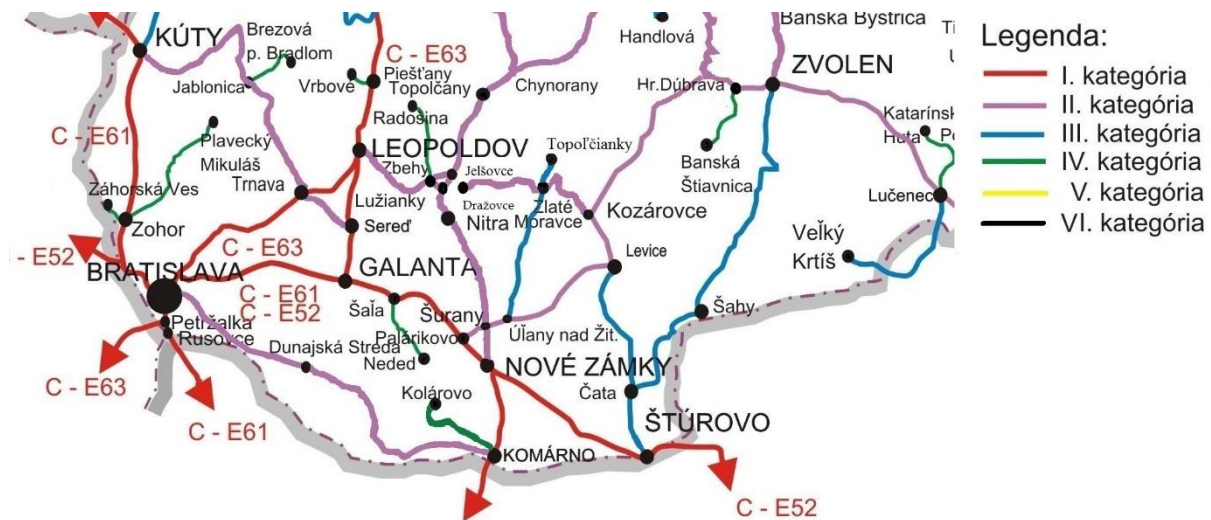 KÚTY
Brezová
p. Bradlom
Jablonica
C - E63
Vrbové
Piešťany
Topolčany
Radošina
Chynorany
Handlová
Banská Bystrica
ZVOLEN
Hr.Dúbrava
Banská
Štiavnica
Katarínsk
Huta
Lučenec
C - E61
Plavecký
Mikuláš
Záhorská Ves
Zohor
Trnava
LEOPOLDOV
Zbehy
Jelšovce
Topoľčianky
Lužianky
Dražovce
Nitra
Zlaté
Moravce
Kozárovce
Sereď
C - E63
- E52
BRATISLAVA
GALANTA
C - E61
C - E52
Levice
Veľký
Krtíš
Šaľa
Šurany
Šahy
Petržalka
Rusovce
Palárikovo
Úľany nad Žit.
Dunajská Streda
Neded
NOVÉ ZÁMKY
C - E63
Kolárovo
Čata
C - E61
ŠTÚROVO
KOMÁRNO
C - E52
Legenda:
I. kategória
II. kategória
III. kategória
IV. kategória
V. kategória
VI. kategória